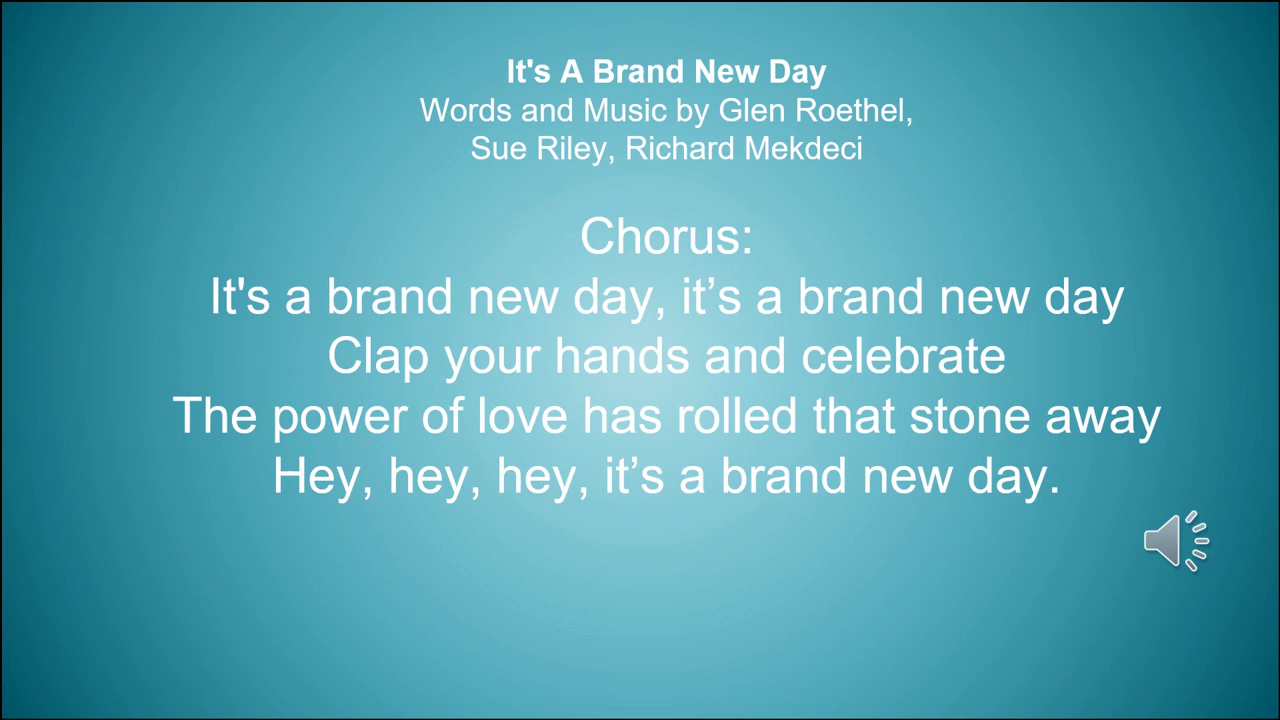 It's A Brand New Day
Words and Music by Glen Roethel,
Sue Riley, Richard Mekdeci
Chorus:
It's a brand new day, it’s a brand new day
Clap your hands and celebrate
The power of love has rolled that stone away
Hey, hey, hey, it’s a brand new day.